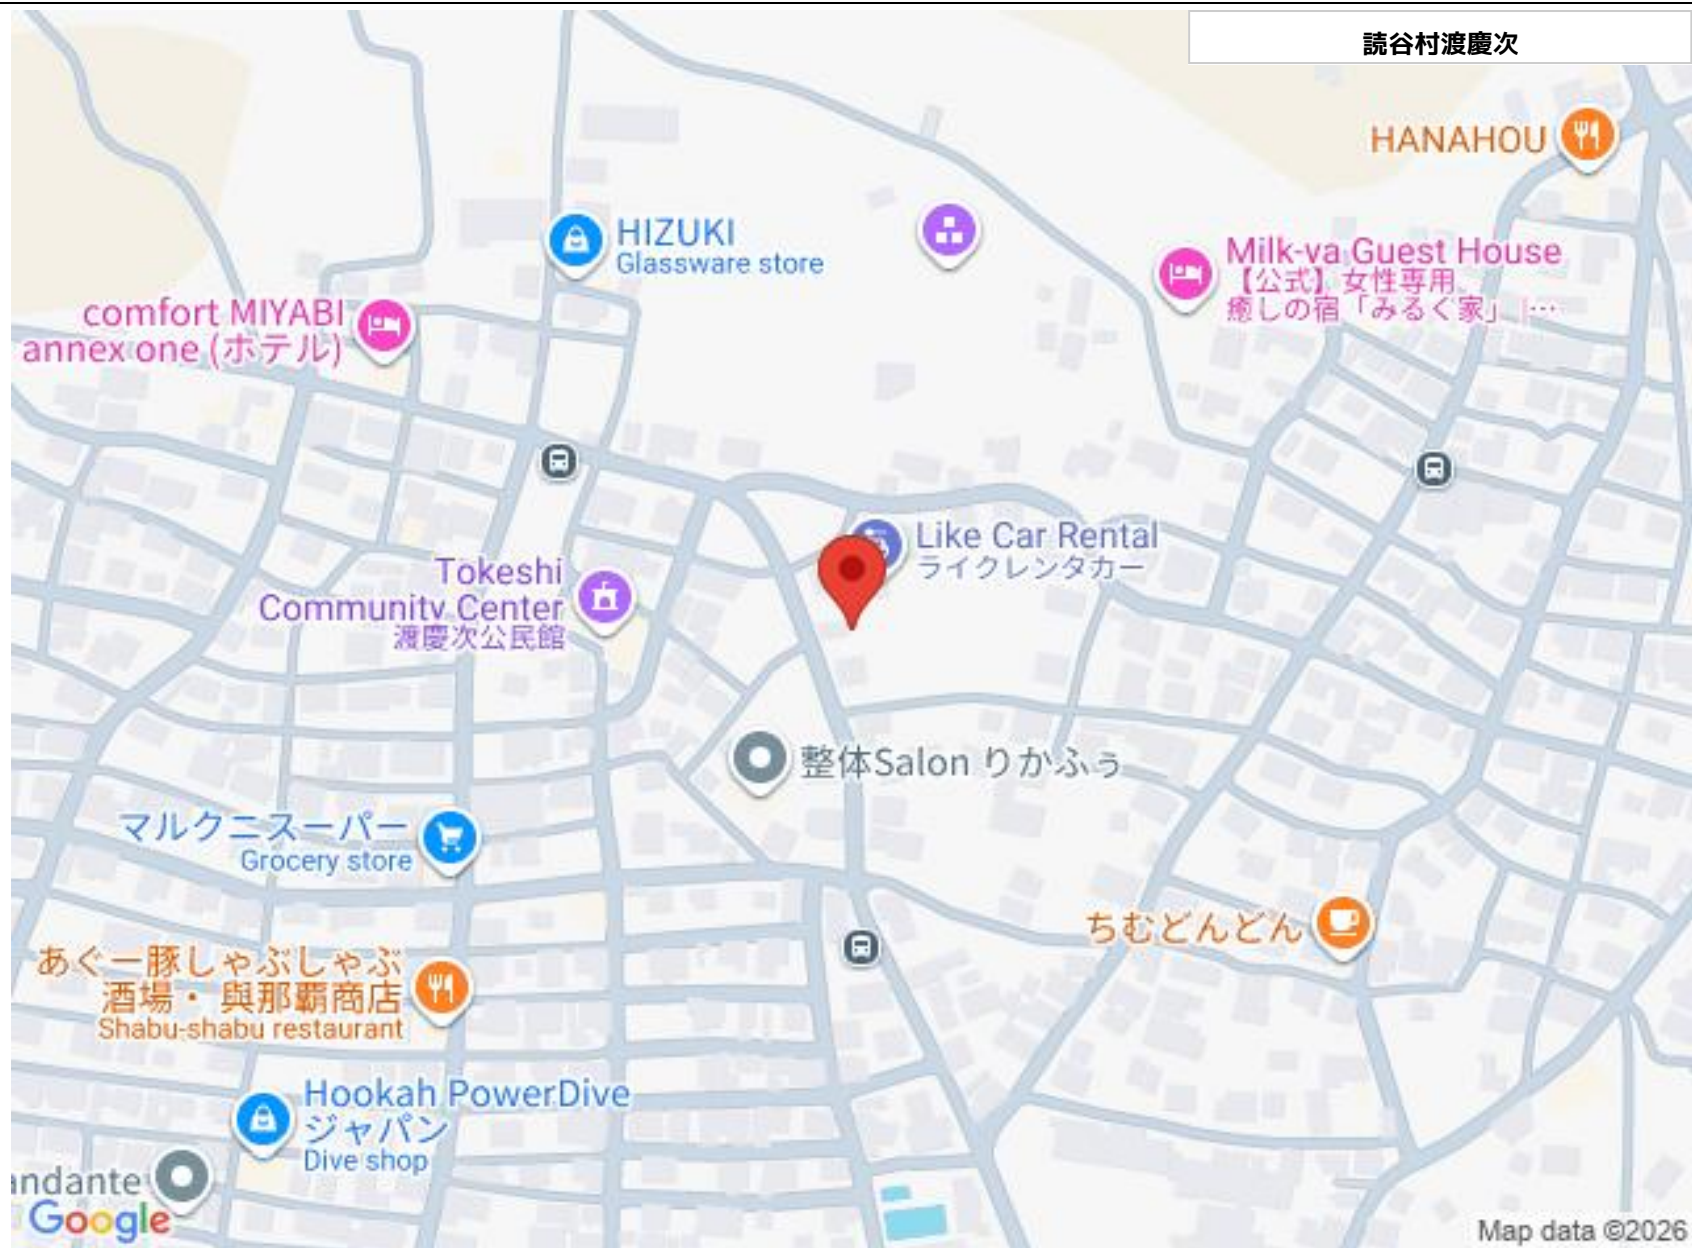 読谷村渡慶次
HANAHOU
HIZUKI
Glassware store
Milk-ya Guest House
【公式】女性専用
癒しの宿「みるく家」｜…
comfort MIYABI
annex one (ホテル)
Like Car Rental
ライクレンタカー
Tokeshi
Community Center
渡慶次公民館
整体Salon りかふぅ
マルクニスーパー
Grocery store
ちむどんどん
あぐー豚しゃぶしゃぶ
酒場・ 與那覇商店
Shabu-shabu restaurant
Hookah PowerDive
ジャパン
Dive shop
andante
Google
Map data ©2026